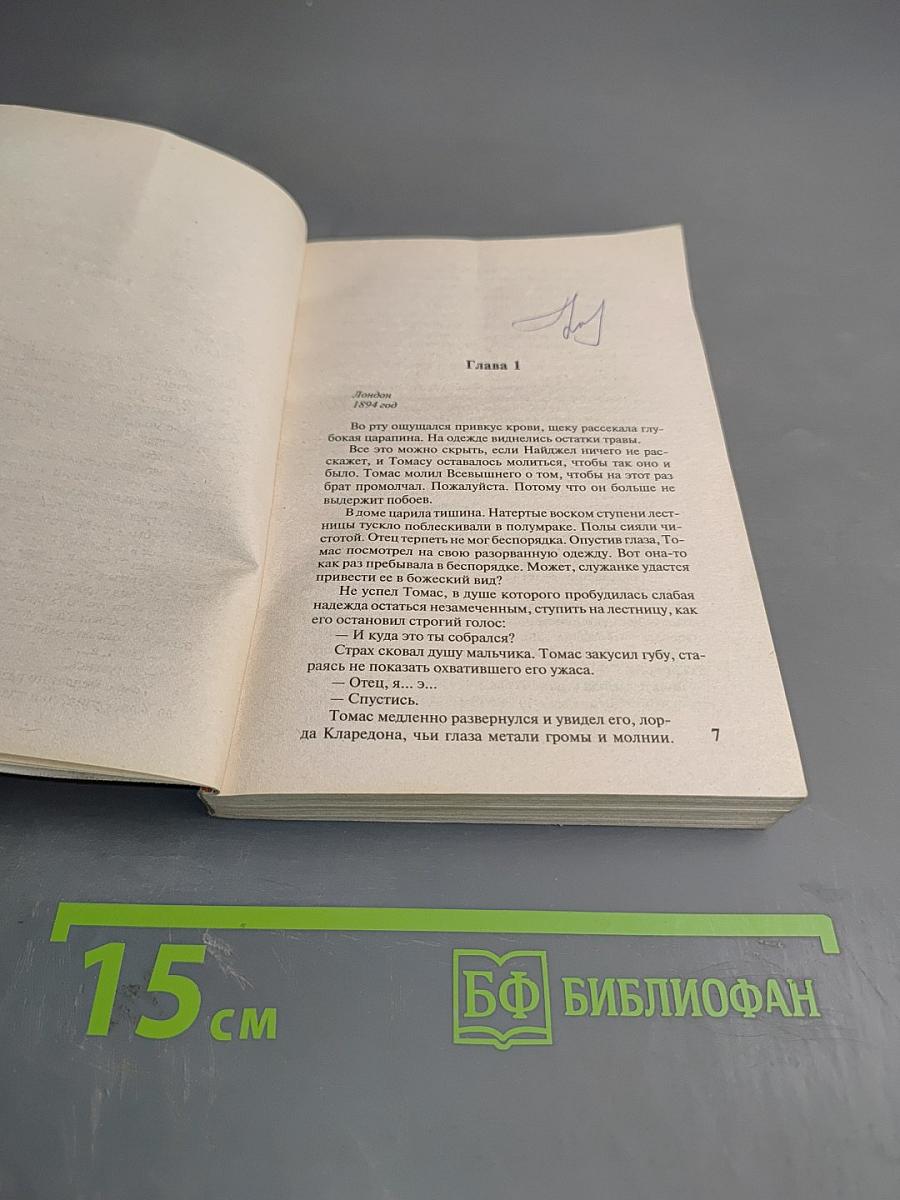 Глава 1
Лондон
1894 год
Во рту ощущался привкус крови, щеку рассекала глу-
бокая царапина. На одежде виднелись остатки травы.
Все это можно скрыть, если Найджел ничего не рас-
скажет, и Томасу оставалось молиться, чтобы так оно и
было. Томас молил Всевышнего о том, чтобы на этот раз
брат промолчал. Пожалуйста. Потому что он больше не
выдержит побоев.
В доме царила тишина. Натертые воском ступени лест-
ницы тускло поблескивали в полумраке. Полы сияли чи-
стотой. Отец терпеть не мог беспорядка. Опустив глаза, То-
мас посмотрел на свою разорванную одежду. Вот она-то
как раз пребывала в беспорядке. Может, служанке удастся
привести ее в божеский вид?
Не успел Томас, в душе которого пробудилась слабая
надежда остаться незамеченным, ступить на лестницу, как
его остановил строгий голос:
— И куда это ты собрался?
Страх сковал душу мальчика. Томас закусил губу, ста-
раясь не показать охватившего его ужаса.
— Отец, я... э...
— Спустись.
Томас медленно развернулся и увидел его, лор-
да Кларедона, чьи глаза метали громы и молнии.
7
15 см
БФ БИБЛИОФАН